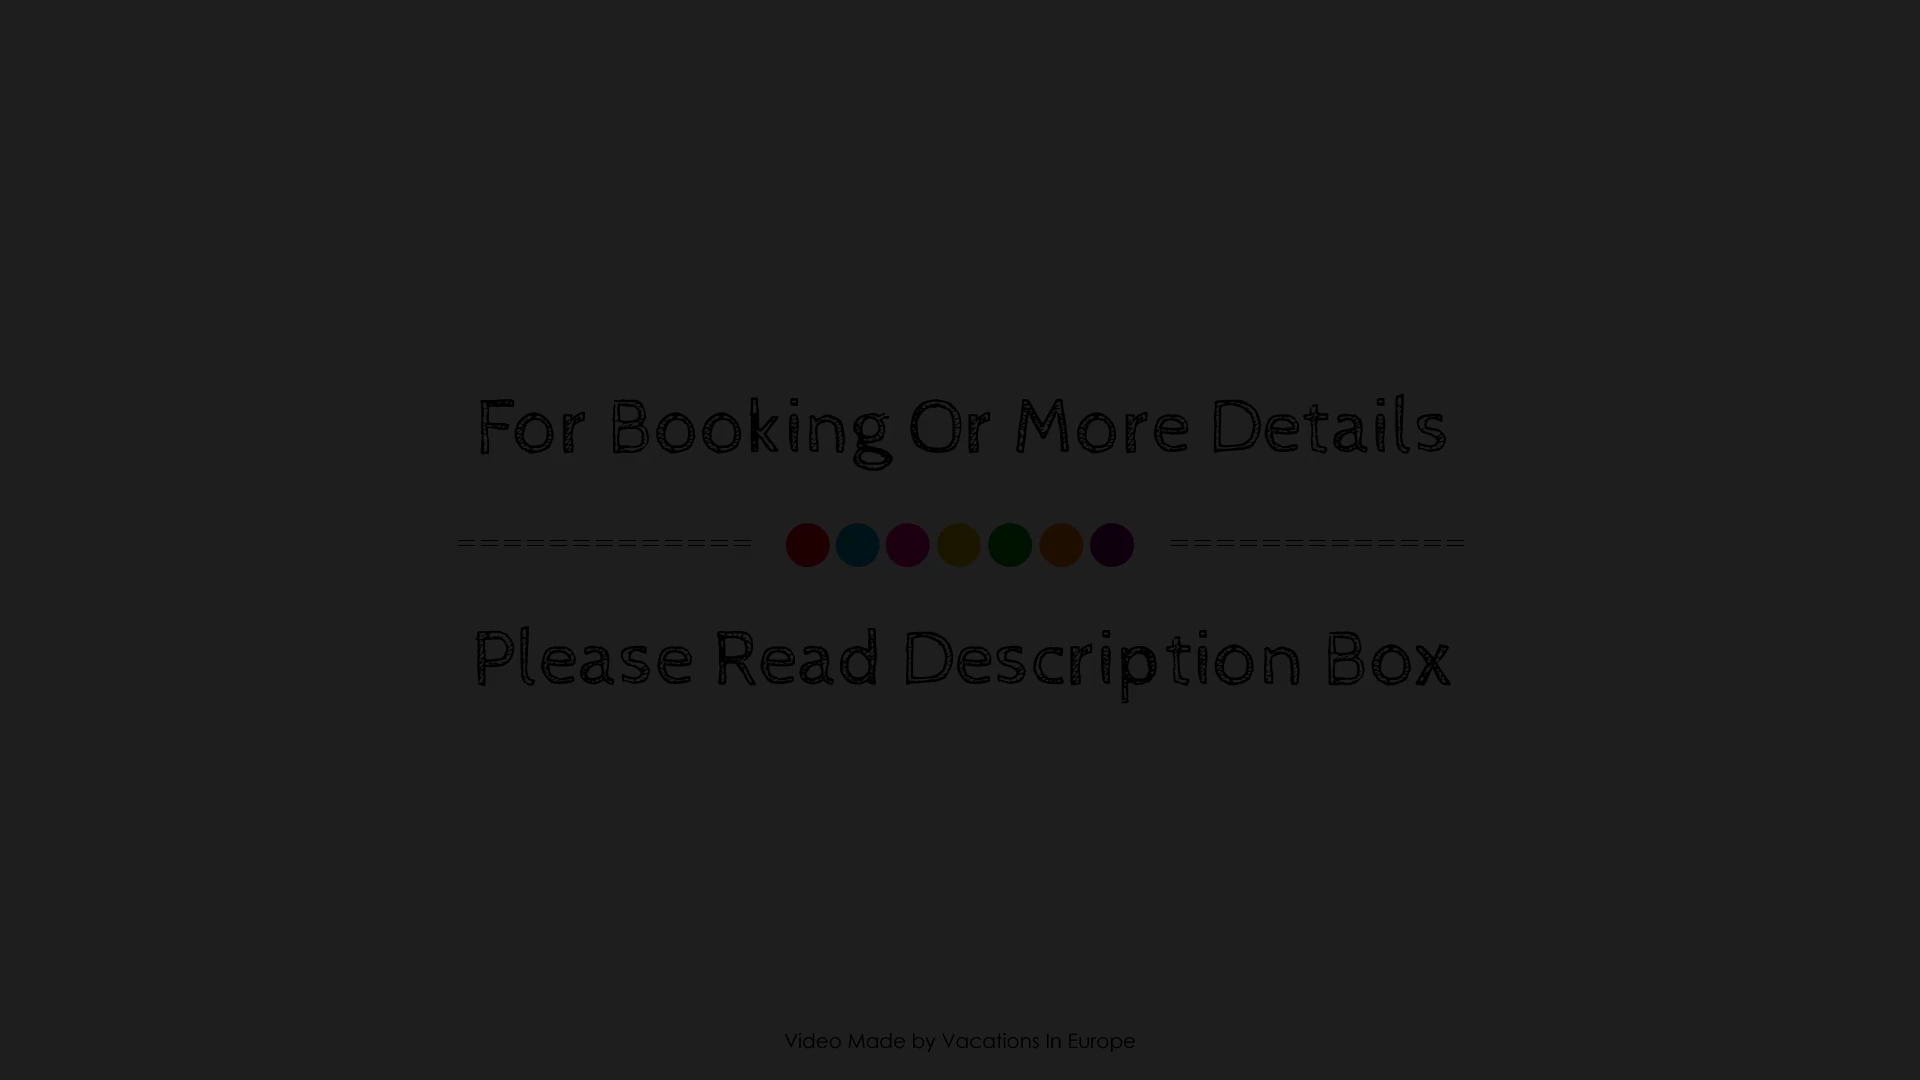 For Booking Or More Details
============= =============
Please Read Description Box
Video Made by Vacations In Europe